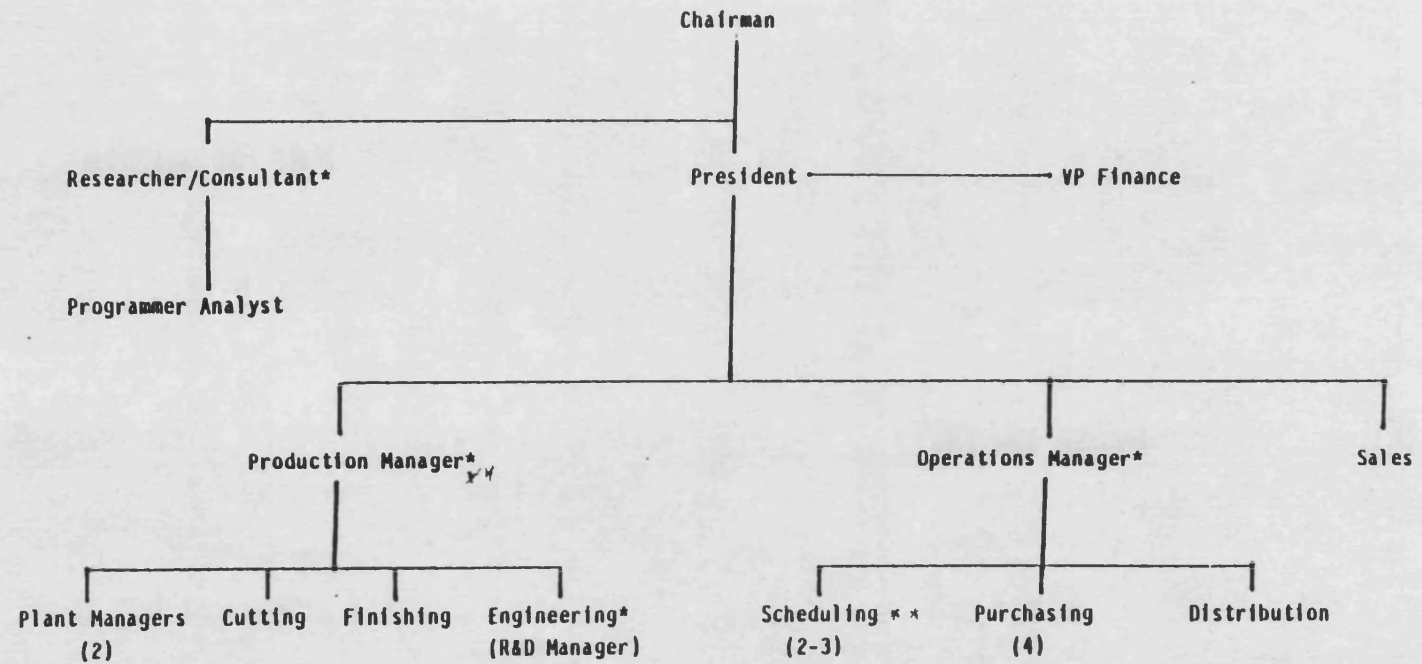 Chairman
Researcher/Consultant*
President
VP Finance
Programmer Analyst
Production Manager*
**
Operations Manager*
Sales
Plant Managers
(2)
Cutting
Finishing
Engineering*
(R&D Manager)
Scheduling * *
(2-3)
Purchasing
(4)
Distribution